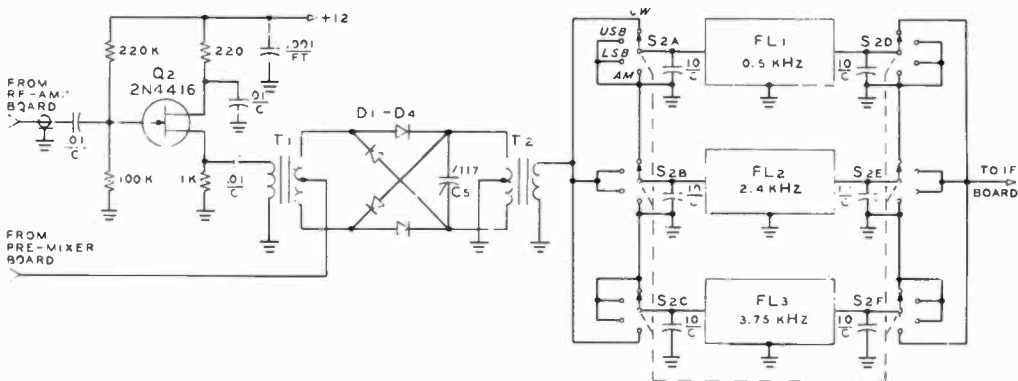 +12
220K
220
.001
FT
Q2
2N4416
FROM
RF-AMP
BOARD
.01
C
.01
C
100K
1K
.01
C
T1
D1-D4
C5
T2
FROM
PRE-MIXER
BOARD
CW
USB
LSB
AM
S2A
10
C
FL1
0.5 KHZ
10
C
S2D
S2B
10
C
FL2
2.4 KHZ
C
S2E
TO IF
BOARD
S2C
10
C
FL3
3.75 KHZ
10
C
S2F